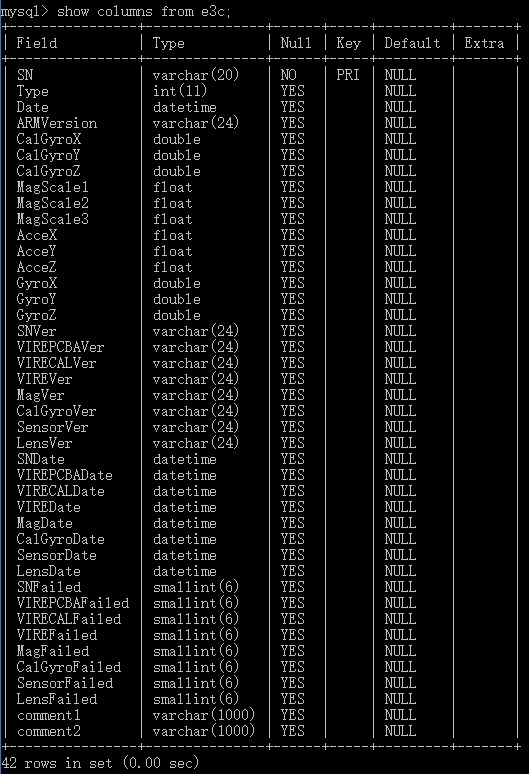 mysql> show columns from e3c;
+----------------+---------------+------+-----+---------+-------+
| Field          | Type          | Null | Key | Default | Extra |
+----------------+---------------+------+-----+---------+-------+
| SN             | varchar(20)   | NO   | PRI | NULL    |       |
| Type           | int(11)       | YES  |     | NULL    |       |
| Date           | datetime      | YES  |     | NULL    |       |
| ARMVersion     | varchar(24)   | YES  |     | NULL    |       |
| CalGyroX       | double        | YES  |     | NULL    |       |
| CalGyroY       | double        | YES  |     | NULL    |       |
| CalGyroZ       | double        | YES  |     | NULL    |       |
| MagScale1      | float         | YES  |     | NULL    |       |
| MagScale2      | float         | YES  |     | NULL    |       |
| MagScale3      | float         | YES  |     | NULL    |       |
| AcceX          | float         | YES  |     | NULL    |       |
| AcceY          | float         | YES  |     | NULL    |       |
| AcceZ          | float         | YES  |     | NULL    |       |
| GyroX          | double        | YES  |     | NULL    |       |
| GyroY          | double        | YES  |     | NULL    |       |
| GyroZ          | double        | YES  |     | NULL    |       |
| SNVer          | varchar(24)   | YES  |     | NULL    |       |
| VIREPCBAVer    | varchar(24)   | YES  |     | NULL    |       |
| VIRECALVer     | varchar(24)   | YES  |     | NULL    |       |
| VIREVer        | varchar(24)   | YES  |     | NULL    |       |
| MagVer         | varchar(24)   | YES  |     | NULL    |       |
| CalGyroVer     | varchar(24)   | YES  |     | NULL    |       |
| SensorVer      | varchar(24)   | YES  |     | NULL    |       |
| LensVer        | varchar(24)   | YES  |     | NULL    |       |
| SNDate         | datetime      | YES  |     | NULL    |       |
| VIREPCBADate   | datetime      | YES  |     | NULL    |       |
| VIRECALDate    | datetime      | YES  |     | NULL    |       |
| VIREDate       | datetime      | YES  |     | NULL    |       |
| MagDate        | datetime      | YES  |     | NULL    |       |
| CalGyroDate    | datetime      | YES  |     | NULL    |       |
| SensorDate     | datetime      | YES  |     | NULL    |       |
| LensDate       | datetime      | YES  |     | NULL    |       |
| SNFailed       | smallint(6)   | YES  |     | NULL    |       |
| VIREPCBAFailed | smallint(6)   | YES  |     | NULL    |       |
| VIRECALFailed  | smallint(6)   | YES  |     | NULL    |       |
| VIREFailed     | smallint(6)   | YES  |     | NULL    |       |
| MagFailed      | smallint(6)   | YES  |     | NULL    |       |
| CalGyroFailed  | smallint(6)   | YES  |     | NULL    |       |
| SensorFailed   | smallint(6)   | YES  |     | NULL    |       |
| LensFailed     | smallint(6)   | YES  |     | NULL    |       |
| comment1       | varchar(1000) | YES  |     | NULL    |       |
| comment2       | varchar(1000) | YES  |     | NULL    |       |
+----------------+---------------+------+-----+---------+-------+
42 rows in set (0.00 sec)